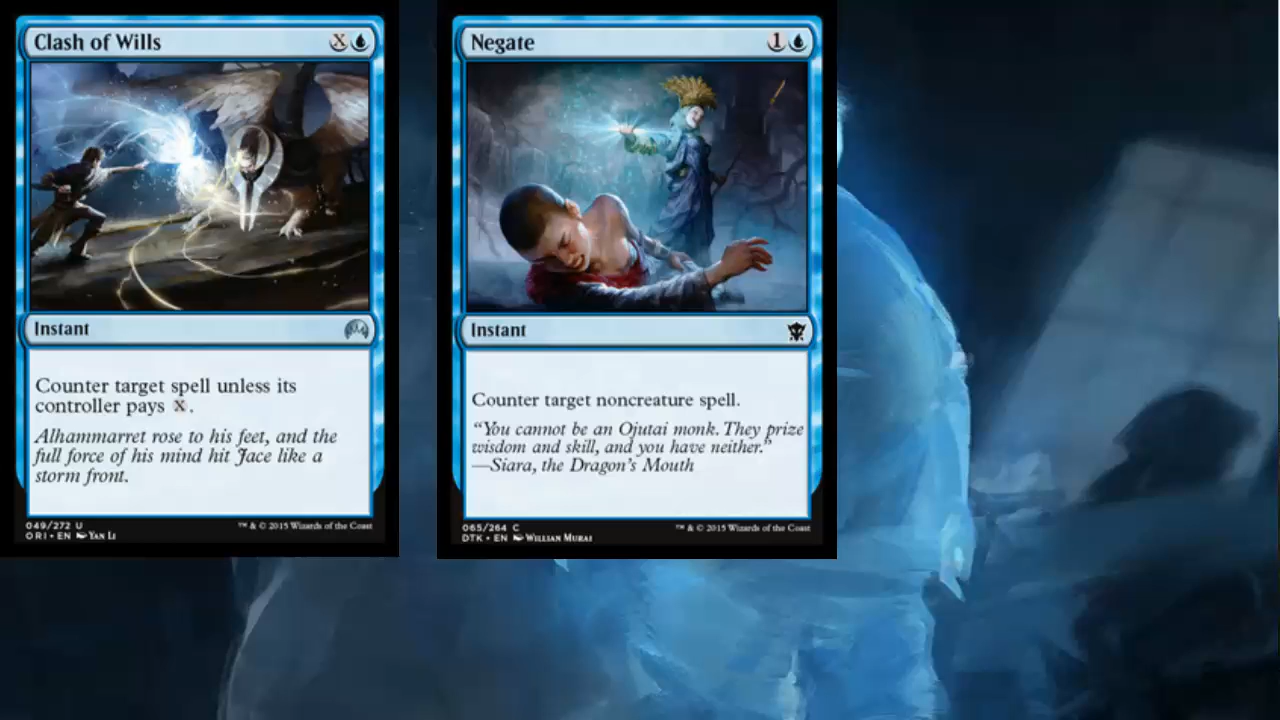 Clash of Wills X
Instant
Counter target spell unless its
controller pays X.
Alhammarret rose to his feet, and the
full force of his mind hit Jace like a
storm front.
049/272 U
ORI • EN Yan Li
™ & © 2015 Wizards of the Coast
Negate 1
Instant
Counter target noncreature spell.
“You cannot be an Ojutai monk. They prize
wisdom and skill, and you have neither.”
—Siara, the Dragon's Mouth
065/264 C
DTK • EN Willian Murai
™ & © 2015 Wizards of the Coast